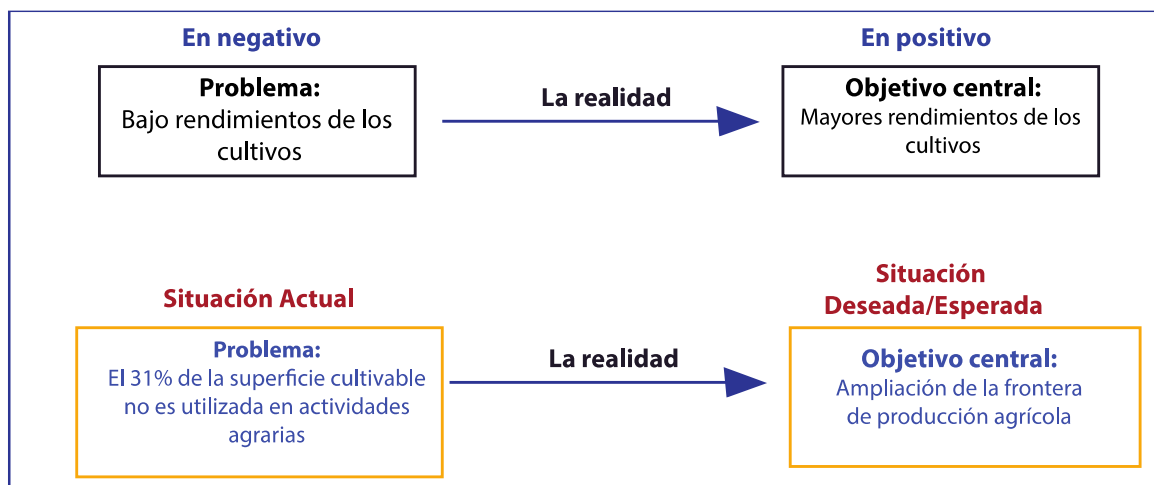 En negativo
En positivo
Problema:
Bajo rendimientos de los
cultivos
La realidad
Objetivo central:
Mayores rendimientos de los
cultivos
Situación Actual
Situación
Deseada/Esperada
Problema:
El 31% de la superficie cultivable
no es utilizada en actividades
agrarias
La realidad
Objetivo central:
Ampliación de la frontera
de producción agrícola